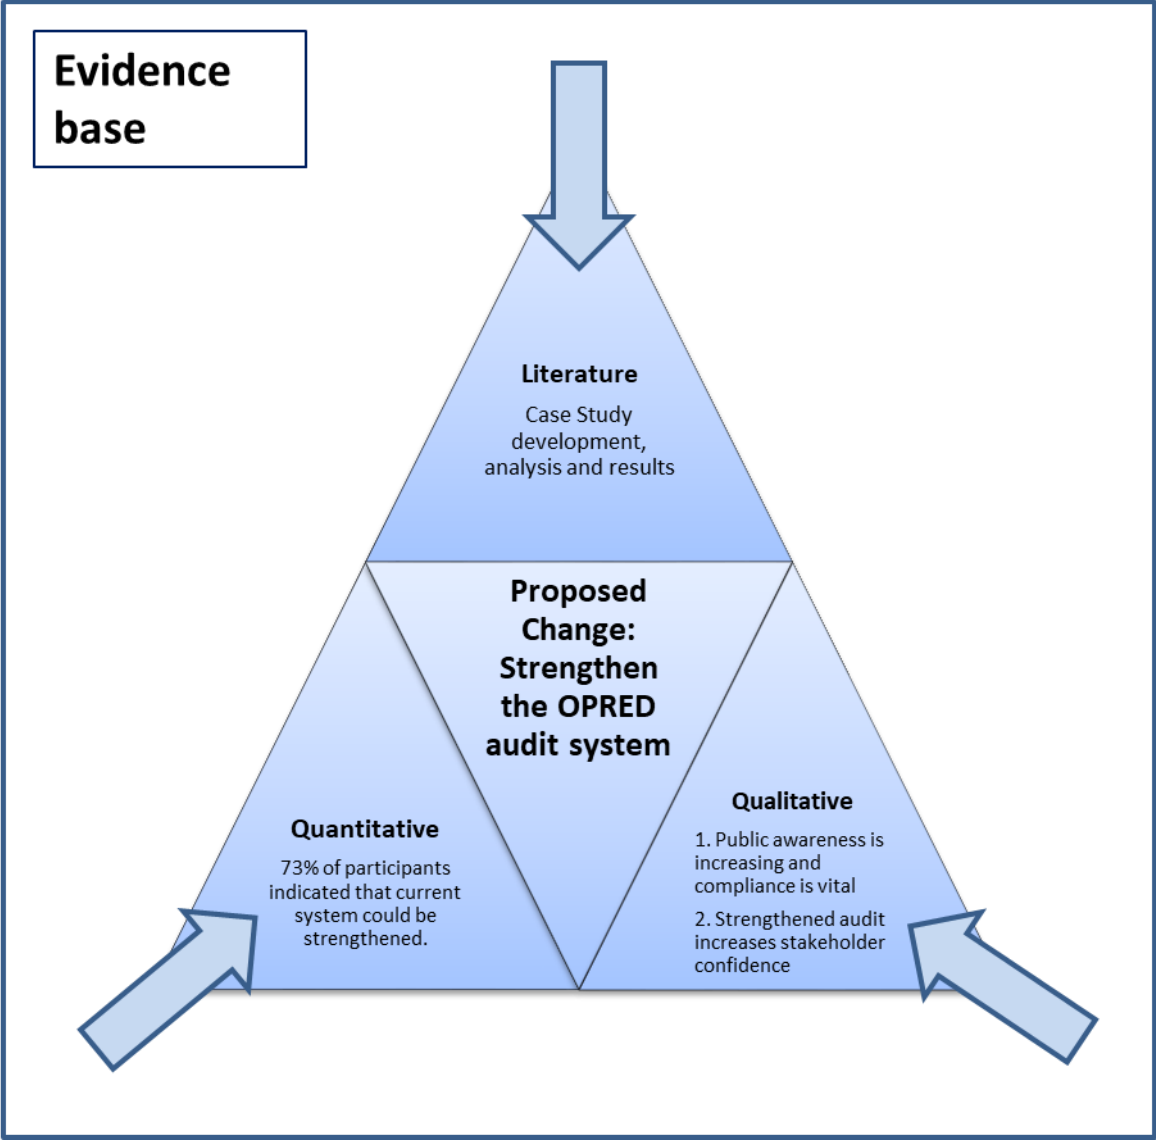 Evidence
base
Literature
Case Study
development,
analysis and results
Proposed
Change:
Strengthen
the OPRED
audit system
Quantitative
73% of participants
indicated that current
system could be
strengthened.
Qualitative
1. Public awareness is
increasing and
compliance is vital
2. Strengthened audit
increases stakeholder
confidence